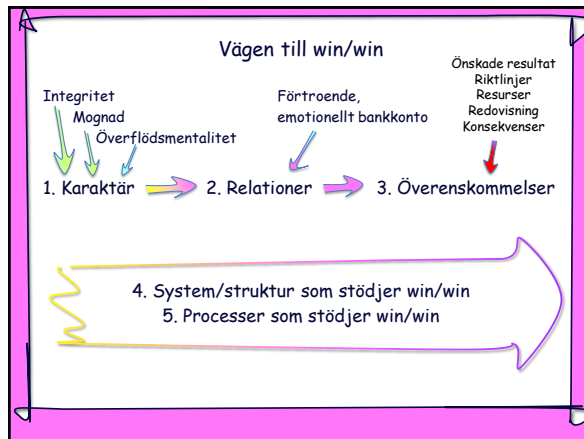 Vägen till win/win
Integritet
Mognad
Överflödsmentalitet
Förtroende,
emotionellt bankkonto
Önskade resultat
Riktlinjer
Resurser
Redovisning
Konsekvenser
1. Karaktär
2. Relationer
3. Överenskommelser
4. System/struktur som stödjer win/win
5. Processer som stödjer win/win